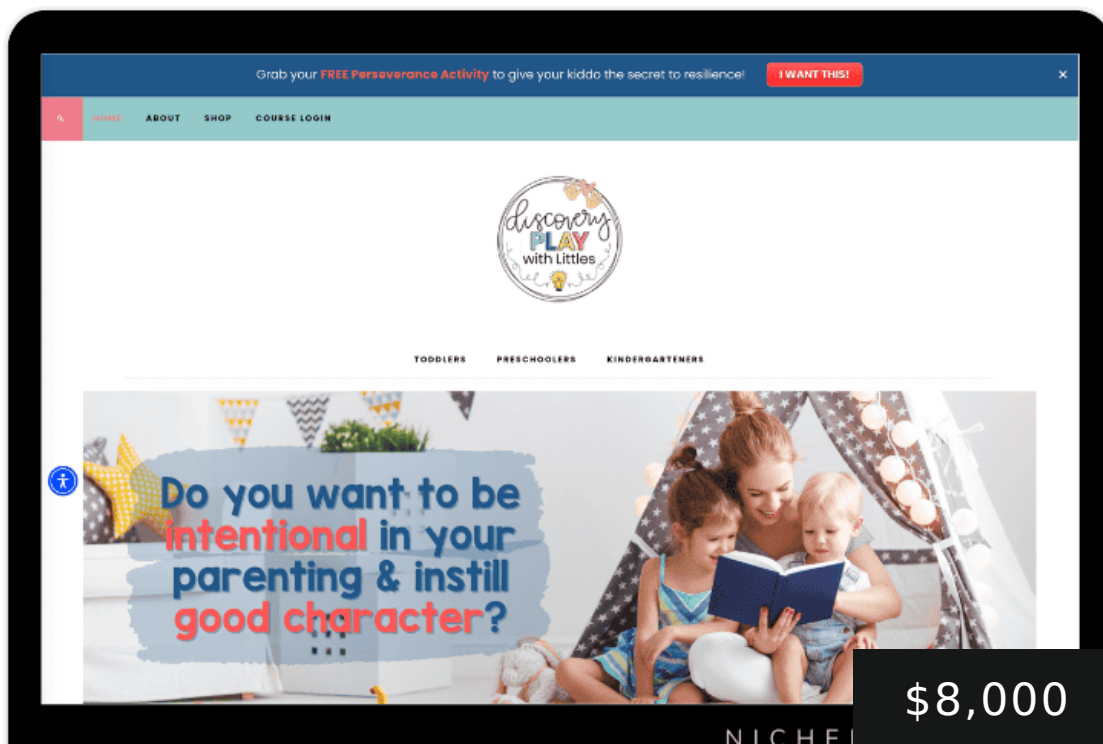 Grab your FREE Perseverance Activity to give your kiddo the secret to resilience! I WANT THIS!
HOME ABOUT SHOP COURSE LOGIN
discovery
PLAY
with Littles
TODDLERS PRESCHOOLERS KINDERGARTENERS
Do you want to be
intentional in your
parenting & instill
good character?
$8,000